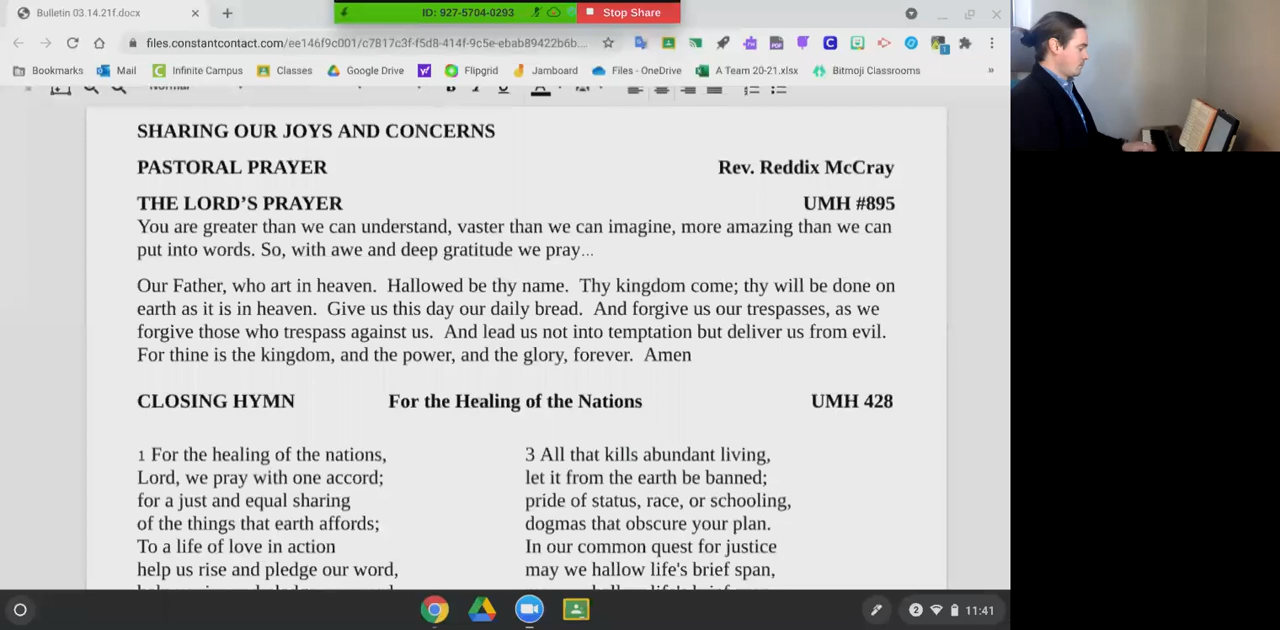 Bulletin 03.14.21f.docx
ID: 927-5704-0293
Stop Share
files.constantcontact.com/ee146f9c001/c7817c3f-f5d8-414f-9c5e-ebab89422b6b...
Bookmarks
Mail
Infinite Campus
Classes
Google Drive
Flipgrid
Jamboard
Files - OneDrive
A Team 20-21.xlsx
Bitmoji Classrooms
»
SHARING OUR JOYS AND CONCERNS
PASTORAL PRAYER Rev. Reddix McCray
THE LORD'S PRAYER UMH #895
You are greater than we can understand, vaster than we can imagine, more amazing than we can
put into words. So, with awe and deep gratitude we pray…
Our Father, who art in heaven. Hallowed be thy name. Thy kingdom come; thy will be done on
earth as it is in heaven. Give us this day our daily bread. And forgive us our trespasses, as we
forgive those who trespass against us. And lead us not into temptation but deliver us from evil.
For thine is the kingdom, and the power, and the glory, forever. Amen
CLOSING HYMN For the Healing of the Nations UMH 428
1 For the healing of the nations,
Lord, we pray with one accord;
for a just and equal sharing
of the things that earth affords;
To a life of love in action
help us rise and pledge our word,
3 All that kills abundant living,
let it from the earth be banned;
pride of status, race, or schooling,
dogmas that obscure your plan.
In our common quest for justice
may we hallow life's brief span,
2
11:41